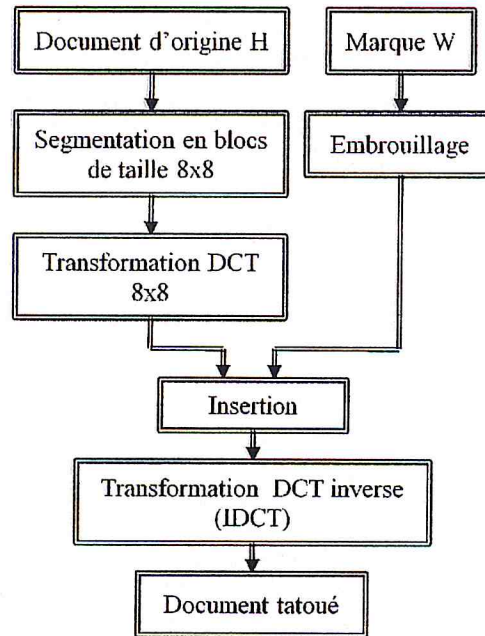 Document d'origine H
Marque W
Segmentation en blocs
de taille 8x8
Embrouillage
Transformation DCT
8x8
Insertion
Transformation DCT inverse
(IDCT)
Document tatoué